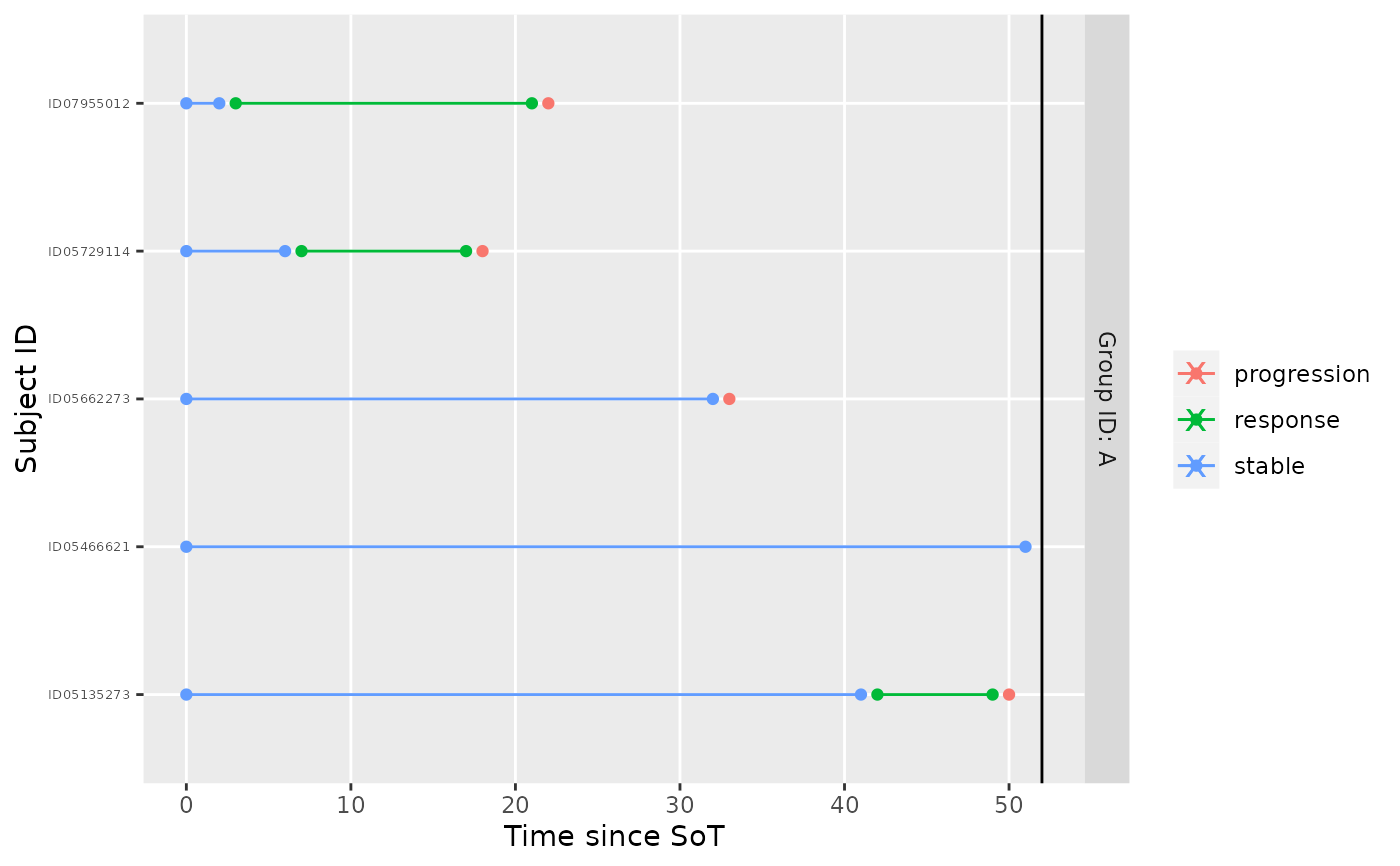 Subject ID
ID07955012
ID05729114
ID05662273
ID05466621
ID05135273
0 10 20 30 40 50
Time since SoT
Group ID: A
progression
response
stable